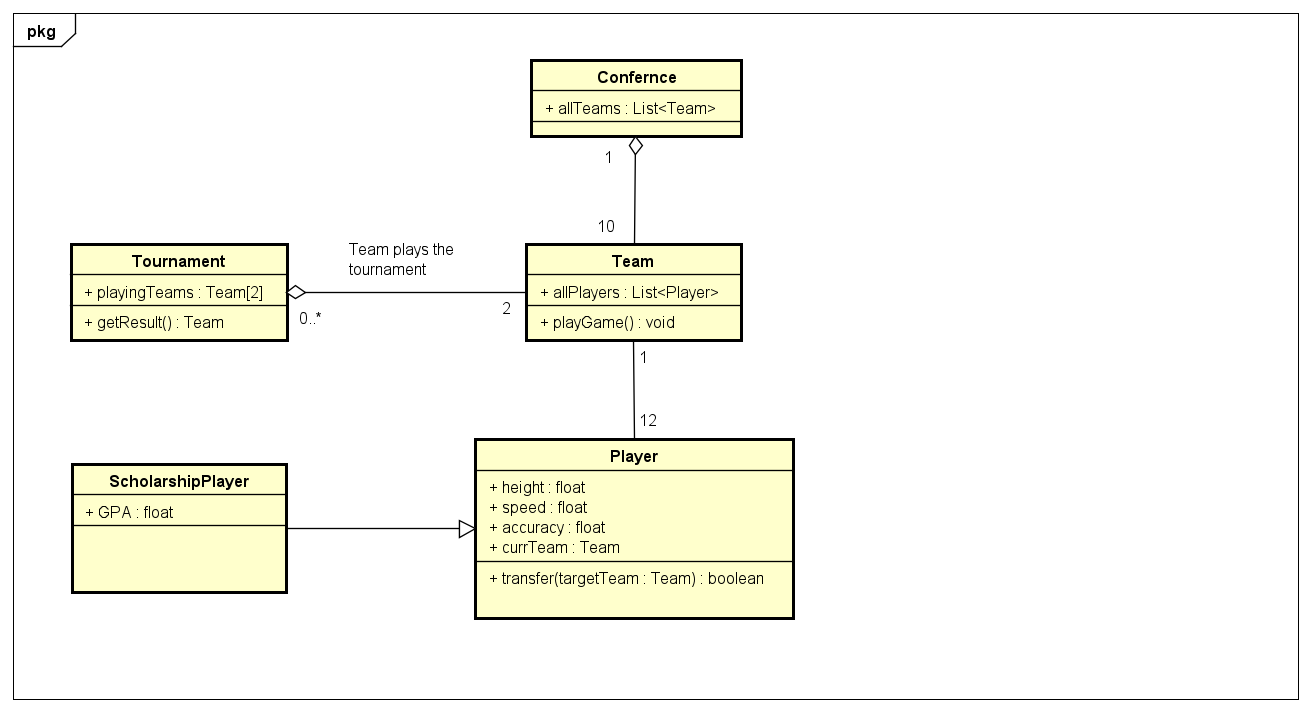 pkg
Confernce
+ allTeams : List<Team>
1
10
Team plays the
tournament
Tournament
+ playingTeams : Team[2]
+ getResult() : Team
0..*
2
Team
+ allPlayers : List<Player>
+ playGame() : void
1
12
ScholarshipPlayer
+ GPA : float
Player
+ height : float
+ speed : float
+ accuracy : float
+ currTeam : Team
+ transfer(targetTeam : Team) : boolean